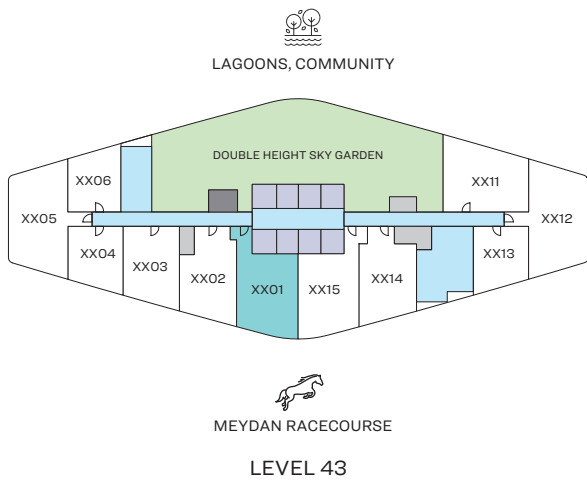 LAGOONS, COMMUNITY
DOUBLE HEIGHT SKY GARDEN
XX06
XX11
XX05
XX12
XX04
XX03
XX02
XX01
XX15
XX14
XX13
MEYDAN RACECOURSE
LEVEL 43